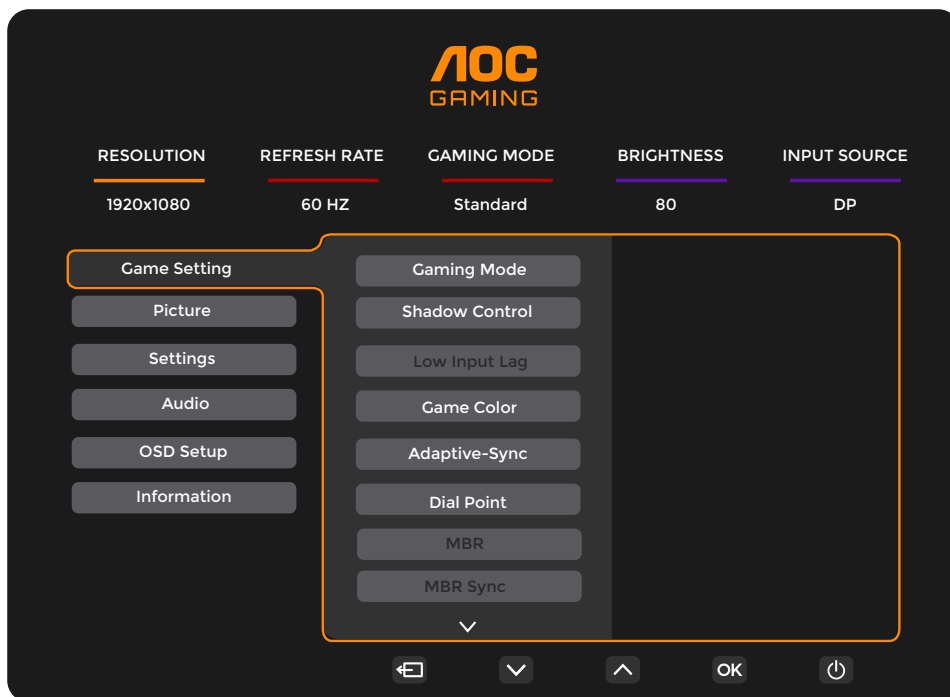 AOC
GAMING
RESOLUTION REFRESH RATE GAMING MODE BRIGHTNESS INPUT SOURCE
1920x1080 60 HZ Standard 80 DP
Game Setting
Picture
Settings
Audio
OSD Setup
Information
Gaming Mode
Shadow Control
Low Input Lag
Game Color
Adaptive-Sync
Dial Point
MBR
MBR Sync
OK